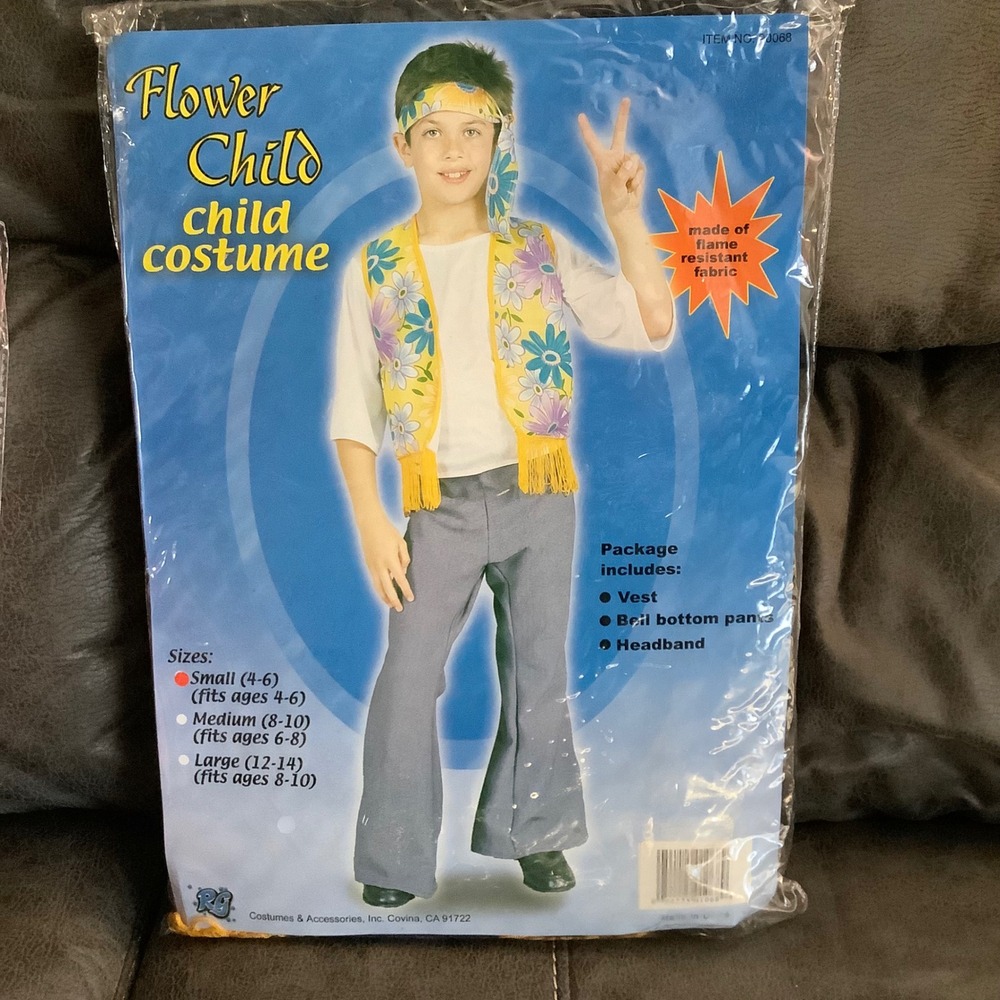 ITEM NO.
Flower
Child
child
costume
made of
flame
resistant
fabric
Package
includes:
● Vest
● Bell bottom pants
● Headband
Sizes:
Small (4-6)
(fits ages 4-6)
Medium (8-10)
(fits ages 6-8)
Large (12-14)
(fits ages 8-10)
RG
Costumes & Accessories, Inc. Covina, CA 91722